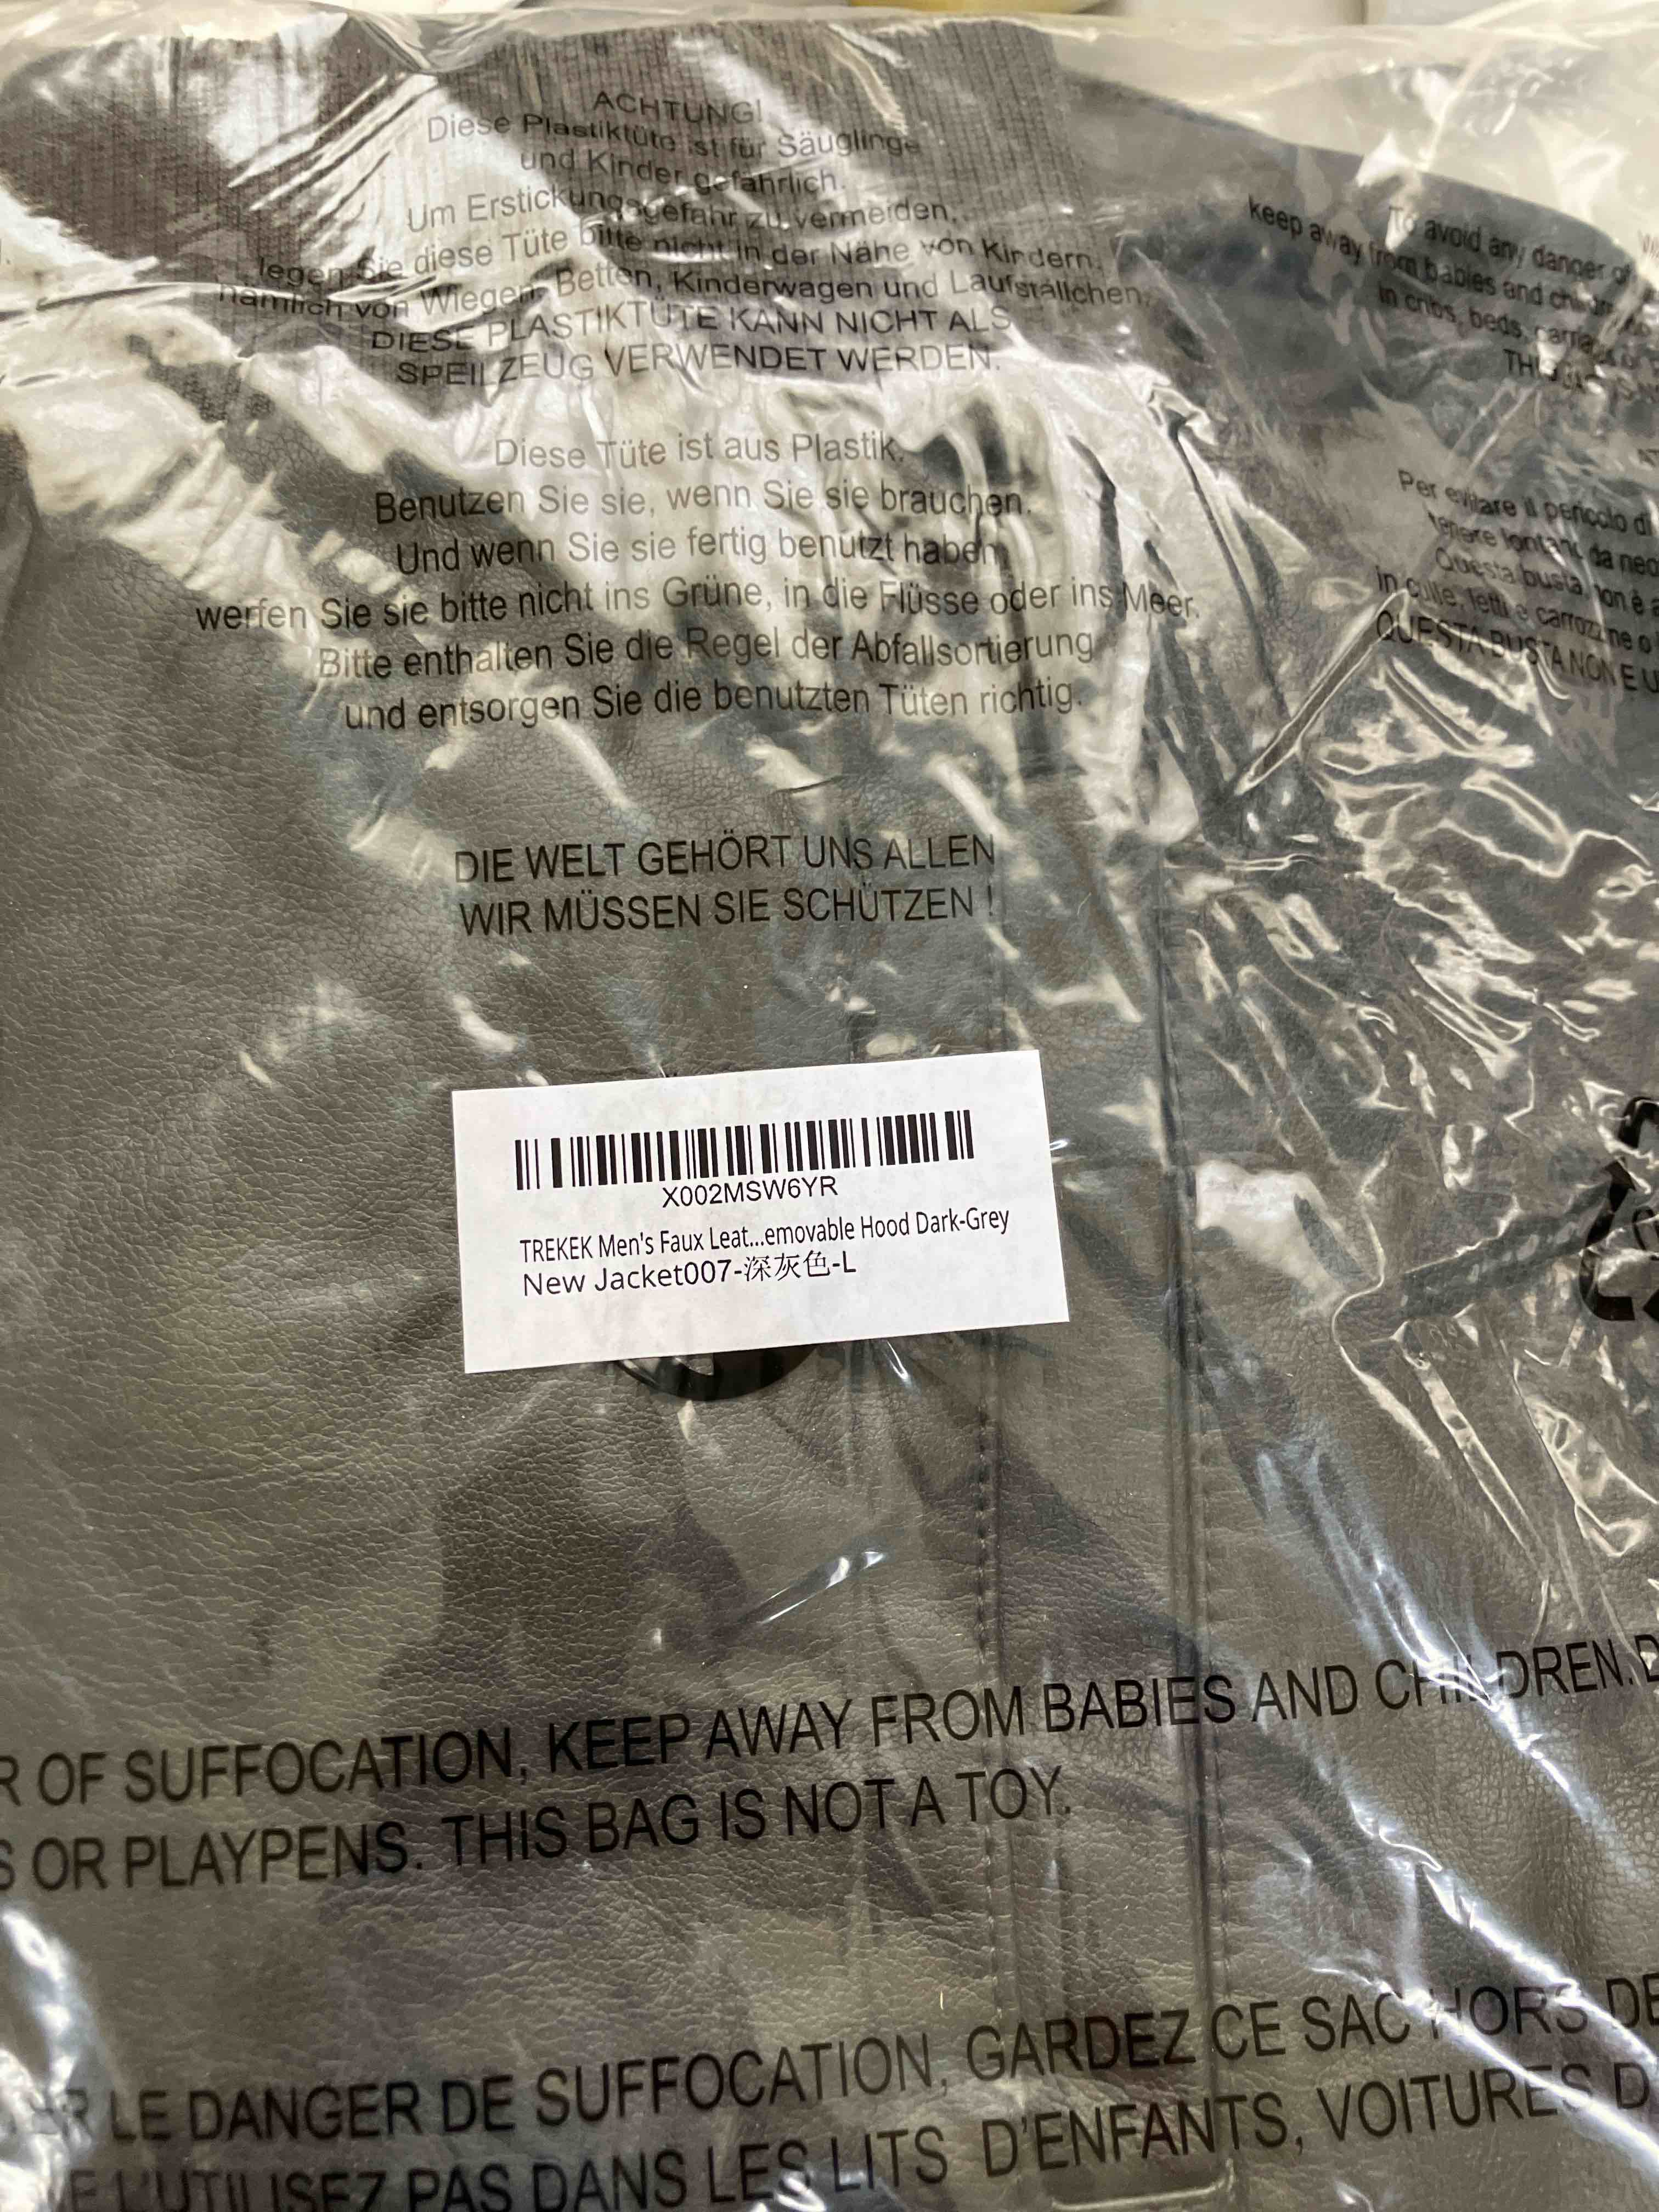 ACHTUNG!
Diese Plastiktüte ist für Säuglinge
und Kinder gefährlich.
Um Erstickungsgefahr zu vermeiden,
legen Sie diese Tüte bitte nicht in der Nähe von Kindern,
nämlich von Wiegen, Betten, Kinderwagen und Laufställchen.
DIESE PLASTIKTÜTE KANN NICHT ALS
SPEILZEUG VERWENDET WERDEN.
Diese Tüte ist aus Plastik.
Benutzen Sie sie, wenn Sie sie brauchen.
Und wenn Sie sie fertig benutzt haben,
werfen Sie sie bitte nicht ins Grüne, in die Flüsse oder ins Meer.
Bitte enthalten Sie die Regel der Abfallsortierung
und entsorgen Sie die benutzten Tüten richtig.
DIE WELT GEHÖRT UNS ALLEN
WIR MÜSSEN SIE SCHÜTZEN !
To avoid any danger of
keep away from babies and
in cribs, beds,
Per evitare il pericolo di
tenere lontani da
Questa busta non è
in culle, letti e carrozzine o
QUESTA BUSTA NON E
X002MSW6YR
TREKEK Men's Faux Leat...emovable Hood Dark-Grey
New Jacket007-深灰色-L
R OF SUFFOCATION, KEEP AWAY FROM BABIES AND CHILDREN.
S OR PLAYPENS. THIS BAG IS NOT A TOY.
LE DANGER DE SUFFOCATION, GARDEZ CE SAC HORS DE
L'UTILISEZ PAS DANS LES LITS D'ENFANTS, VOITURES D